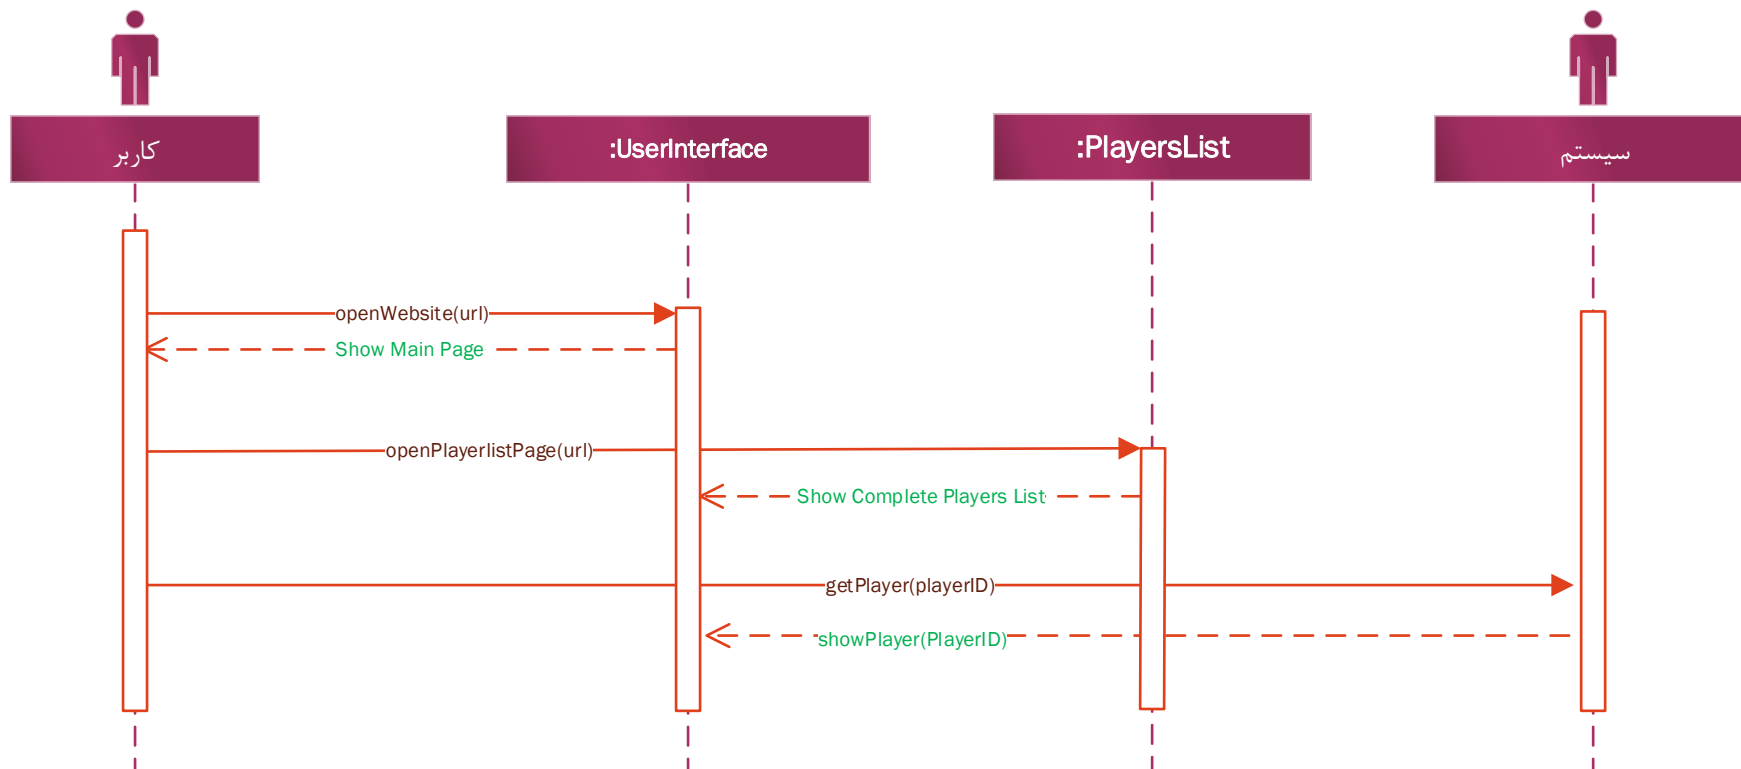 کاربر
:UserInterface
:PlayersList
سیستم
openWebsite(url)
Show Main Page
openPlayerlistPage(url)
Show Complete Players List
getPlayer(playerID)
showPlayer(PlayerID)